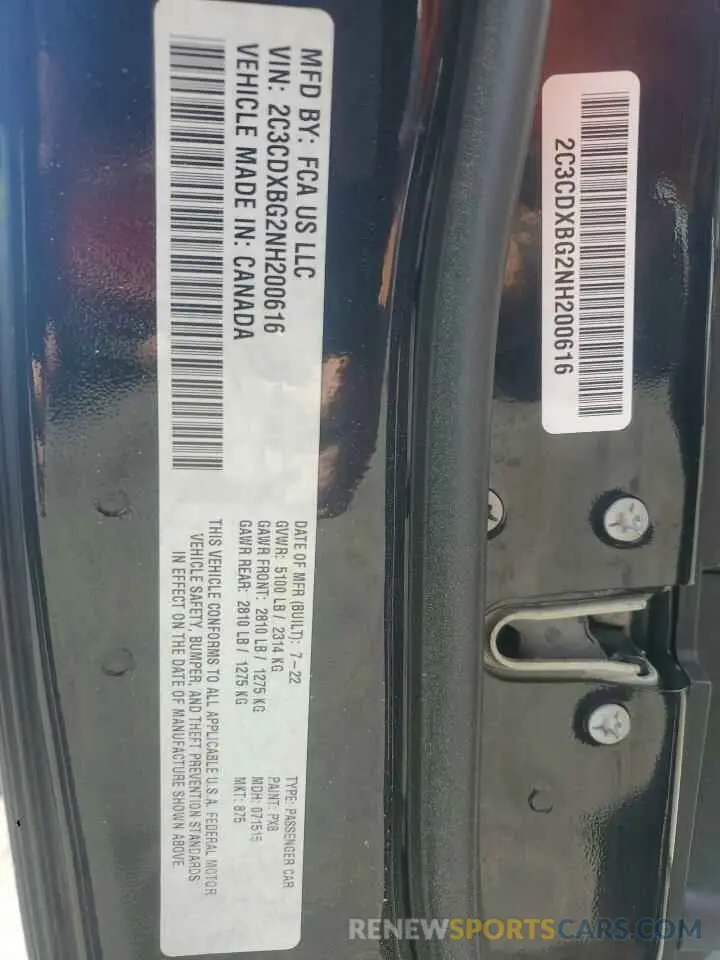 MFD BY: FCA US LLC
VIN: 2C3CDXBG2NH200616
VEHICLE MADE IN: CANADA
DATE OF MFR (BUILT): 7-22
GVWR: 5100 LB / 2314 KG
GAWR FRONT: 2810 LB / 1275 KG
GAWR REAR: 2810 LB / 1275 KG
TYPE: PASSENGER CAR
PAINT: PX8
MDH: 071515
MKT: 875
THIS VEHICLE CONFORMS TO ALL APPLICABLE U.S.A. FEDERAL MOTOR
VEHICLE SAFETY, BUMPER, AND THEFT PREVENTION STANDARDS
IN EFFECT ON THE DATE OF MANUFACTURE SHOWN ABOVE.
2C3CDXBG2NH200616
RENEWSPORTSCARS.COM